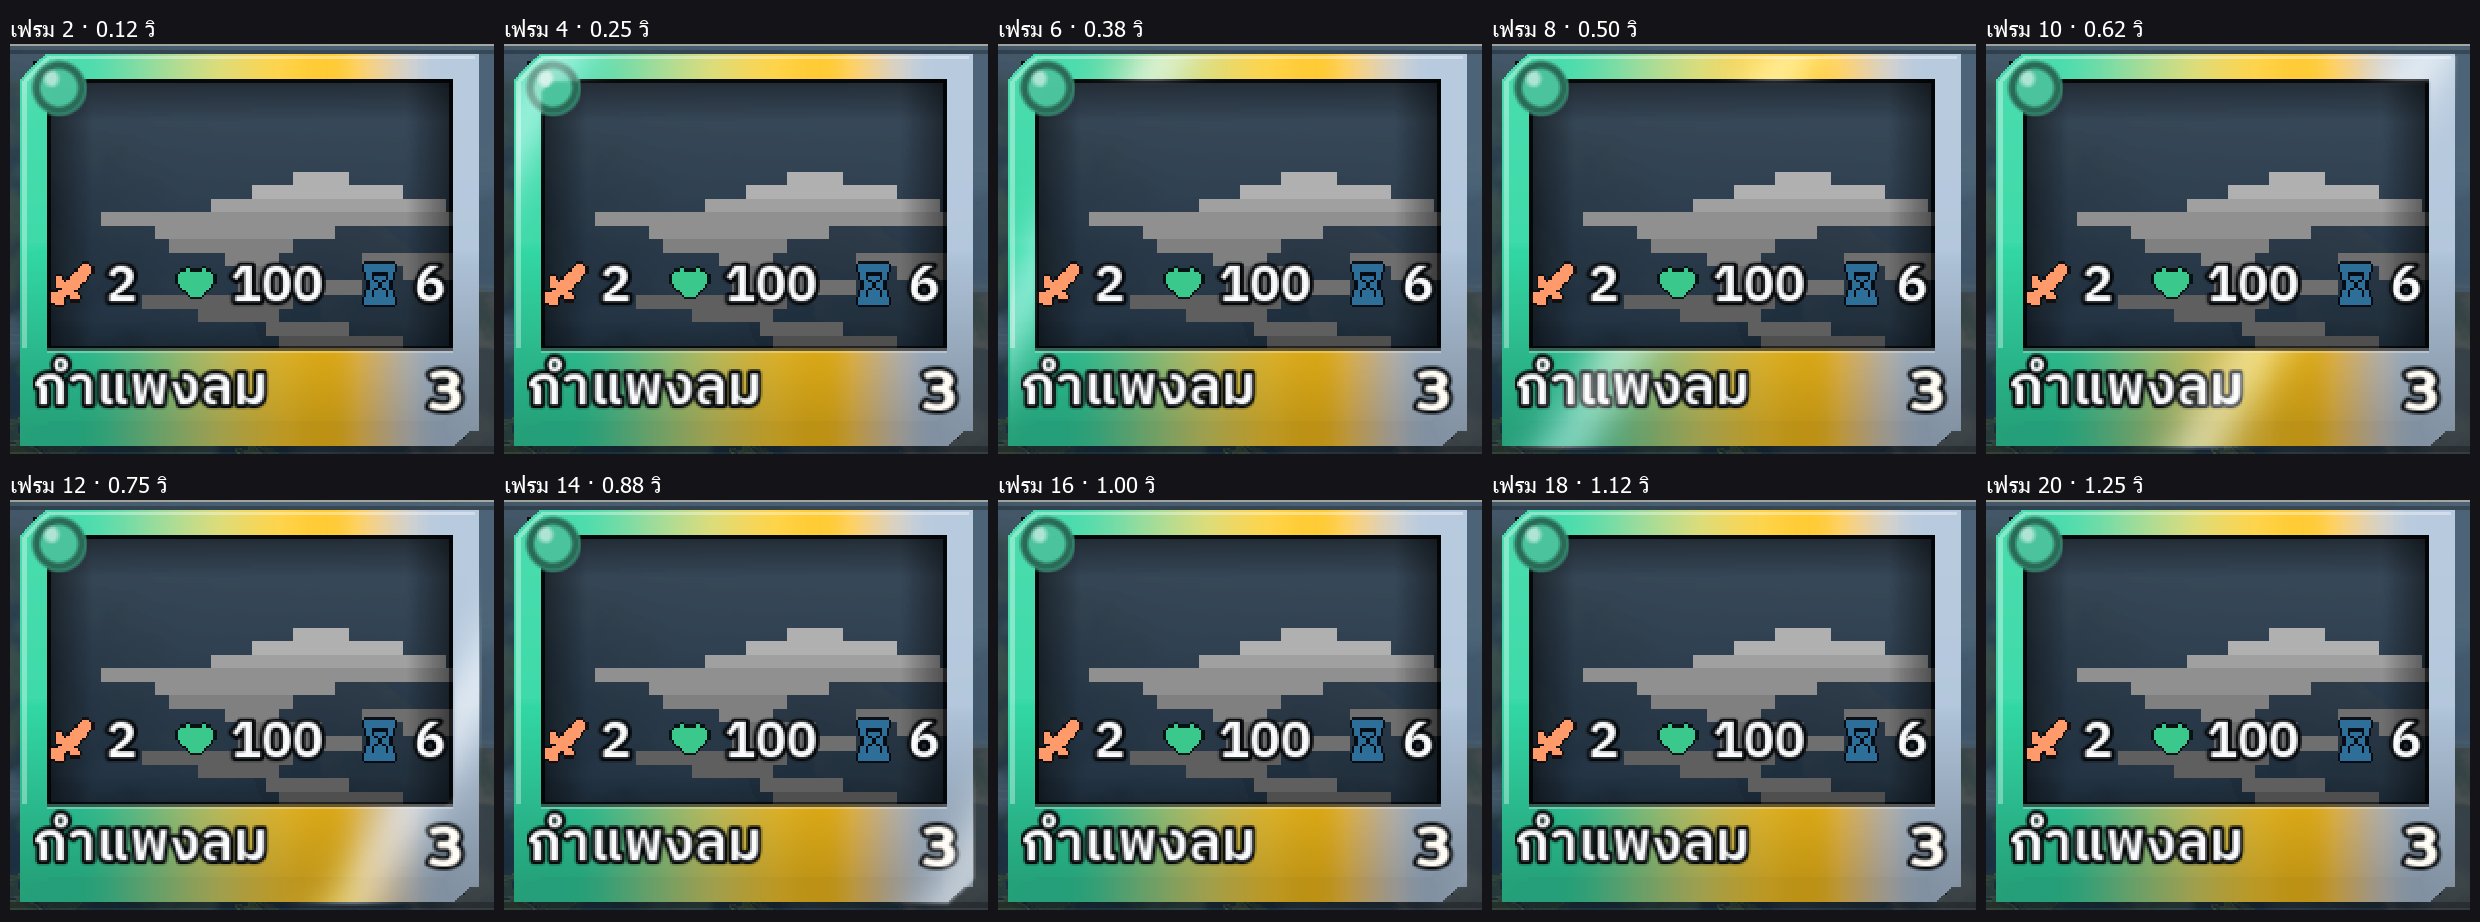 เฟรม 2 · 0.12 วิ
2 100 6
กำแพงลม 3
เฟรม 4 · 0.25 วิ
2 100 6
กำแพงลม 3
เฟรม 6 · 0.38 วิ
2 100 6
กำแพงลม 3
เฟรม 8 · 0.50 วิ
2 100 6
กำแพงลม 3
เฟรม 10 · 0.62 วิ
2 100 6
กำแพงลม 3
เฟรม 12 · 0.75 วิ
2 100 6
กำแพงลม 3
เฟรม 14 · 0.88 วิ
2 100 6
กำแพงลม 3
เฟรม 16 · 1.00 วิ
2 100 6
กำแพงลม 3
เฟรม 18 · 1.12 วิ
2 100 6
กำแพงลม 3
เฟรม 20 · 1.25 วิ
2 100 6
กำแพงลม 3